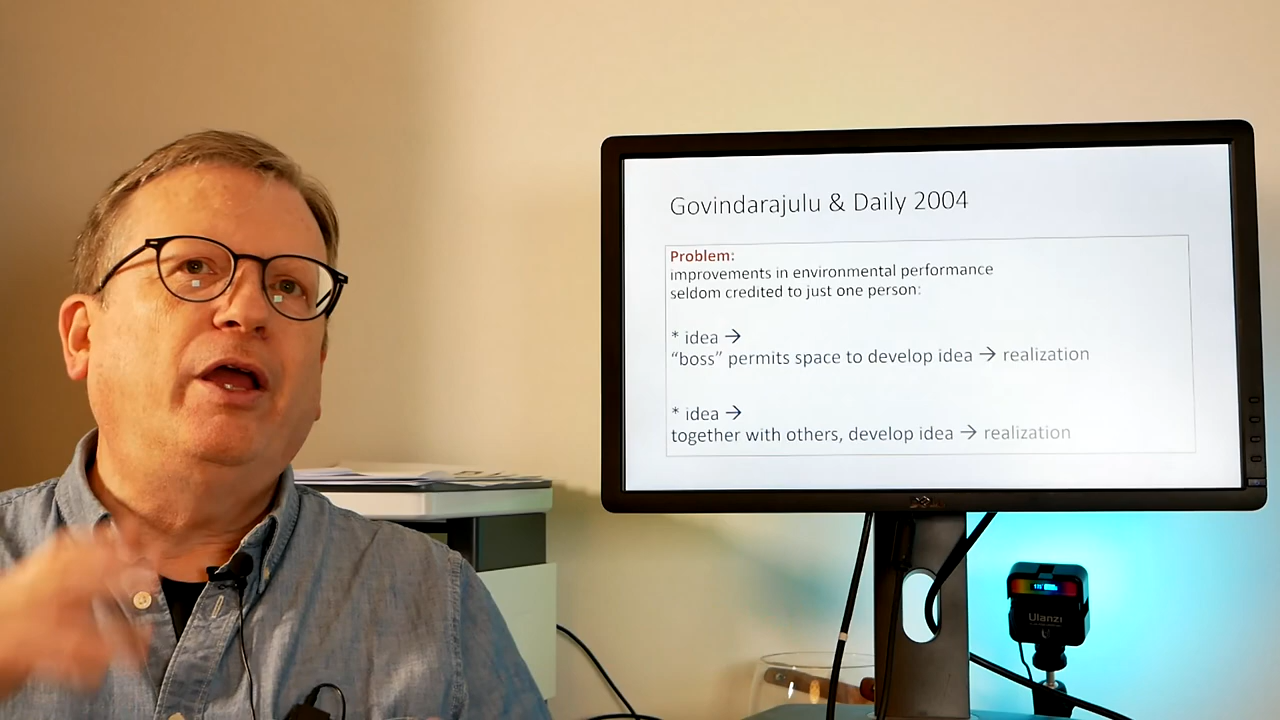 Govindarajulu & Daily 2004
Problem:
improvements in environmental performance
seldom credited to just one person:
* idea →
“boss” permits space to develop idea → realization
* idea →
together with others, develop idea → realization
Ulanzi